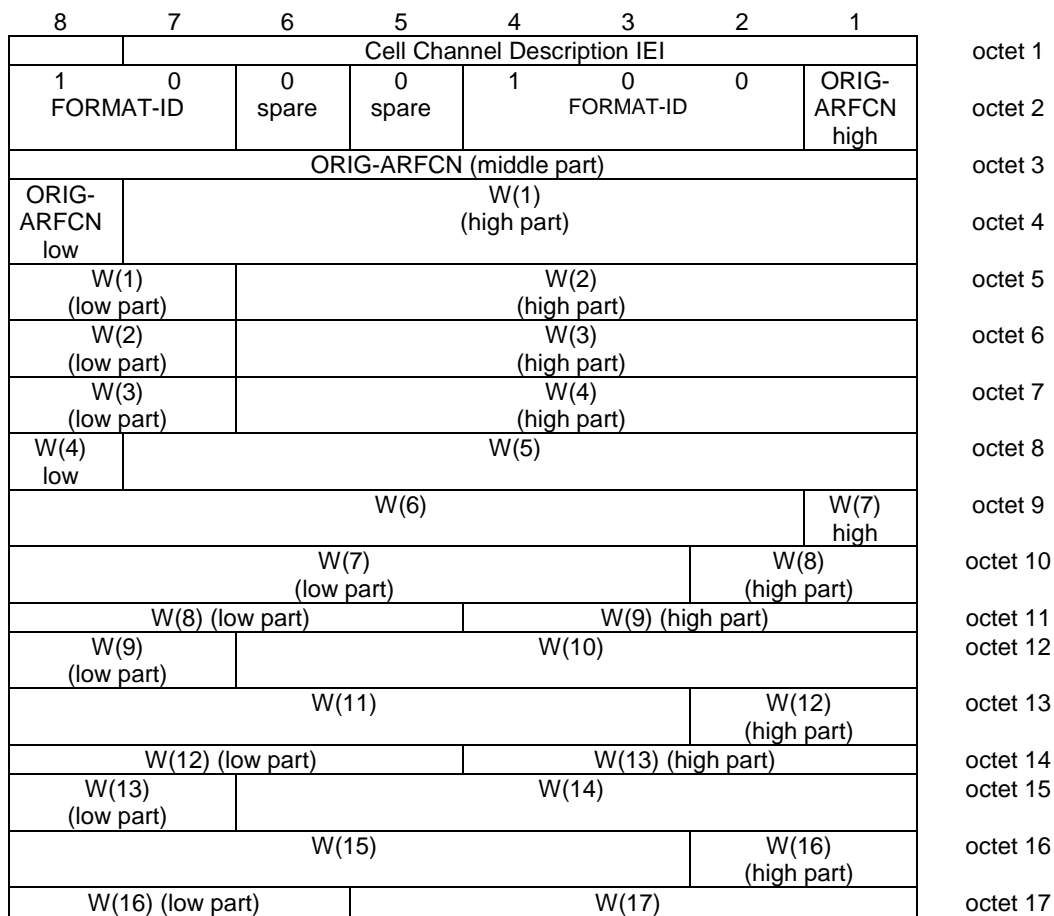 8 7 6 5 4 3 2 1
Cell Channel Description IEI octet 1
1 0 0 0 1 0 0 ORIG-
FORMAT-ID spare spare FORMAT-ID ARFCN octet 2
high
ORIG-ARFCN (middle part) octet 3
ORIG- W(1)
ARFCN (high part) octet 4
low
W(1) W(2) octet 5
(low part) (high part)
W(2) W(3) octet 6
(low part) (high part)
W(3) W(4) octet 7
(low part) (high part)
W(4) W(5) octet 8
low
W(6) W(7) octet 9
high
W(7) W(8) octet 10
(low part) (high part)
W(8) (low part) W(9) (high part) octet 11
W(9) W(10) octet 12
(low part)
W(11) W(12) octet 13
(high part)
W(12) (low part) W(13) (high part) octet 14
W(13) W(14) octet 15
(low part)
W(15) W(16) octet 16
(high part)
W(16) (low part) W(17) octet 17